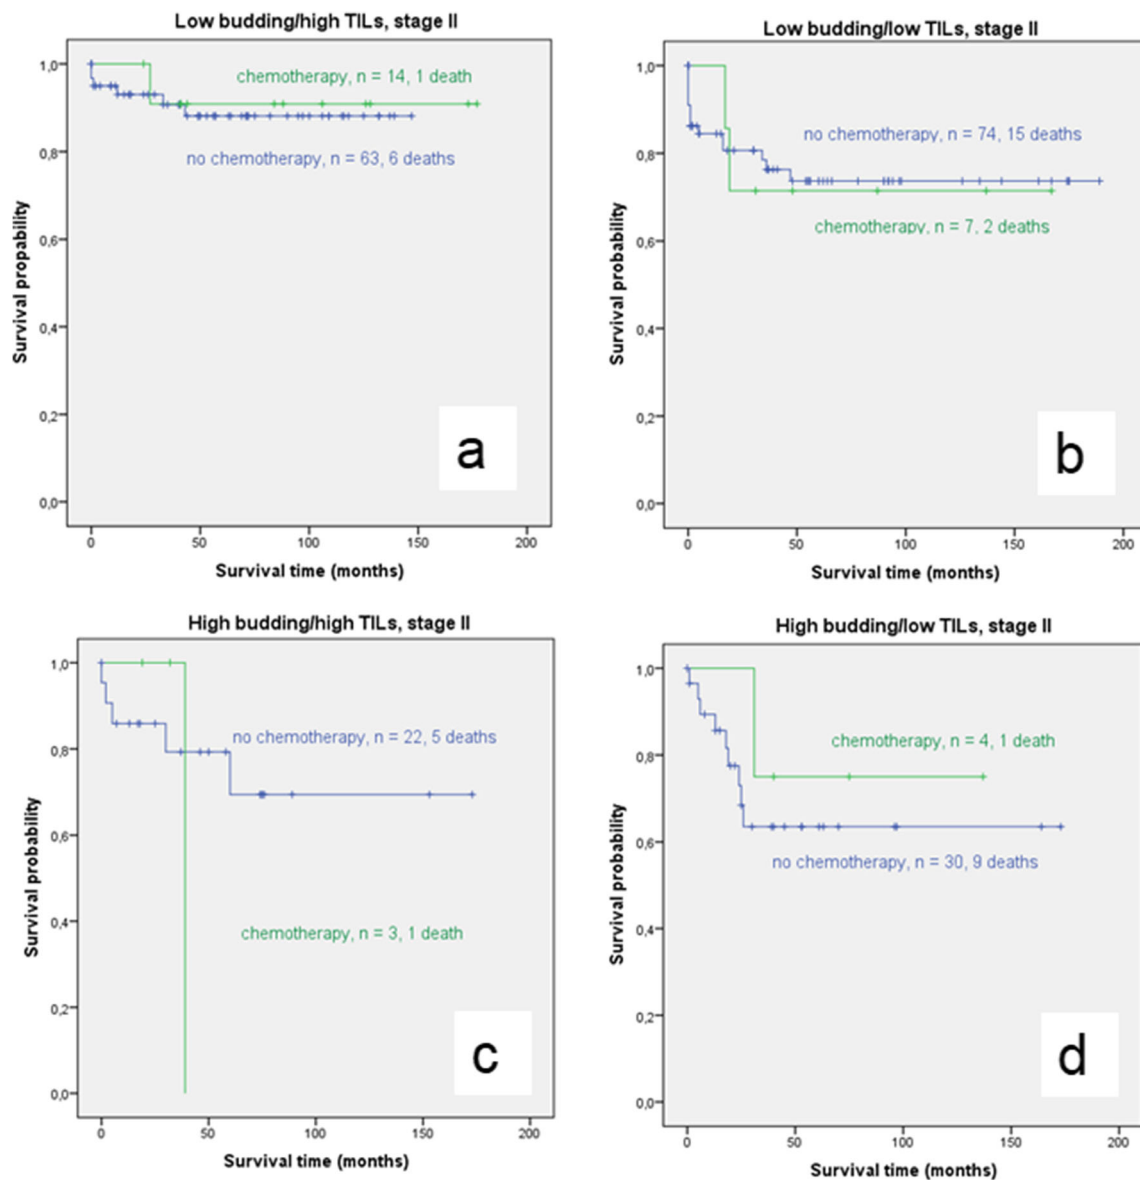 Low budding/high TILs, stage II
1,0
0,8
0,6
0,4
0,2
0,0
Survival propability
chemotherapy, n = 14, 1 death
no chemotherapy, n = 63, 6 deaths
a
0 50 100 150 200
Survival time (months)
Low budding/low TILs, stage II
1,0
0,8
0,6
0,4
0,2
0,0
Survival probability
no chemotherapy, n = 74, 15 deaths
chemotherapy, n = 7, 2 deaths
b
0 50 100 150 200
Survival time (months)
High budding/high TILs, stage II
1,0
0,8
0,6
0,4
0,2
0,0
Survival probability
no chemotherapy, n = 22, 5 deaths
chemotherapy, n = 3, 1 death
c
0 50 100 150 200
Survival time (months)
High budding/low TILs, stage II
1,0
0,8
0,6
0,4
0,2
0,0
Survival probability
chemotherapy, n = 4, 1 death
no chemotherapy, n = 30, 9 deaths
d
0 50 100 150 200
Survival time (months)